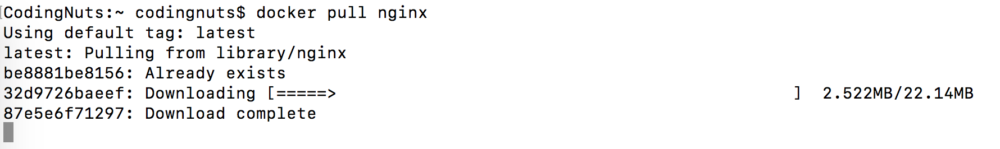 CodingNuts:~ codingnuts$ docker pull nginx
Using default tag: latest
latest: Pulling from library/nginx
be8881be8156: Already exists
32d9726baeef: Downloading [=====>                                             ]  2.522MB/22.14MB
87e5e6f71297: Download complete